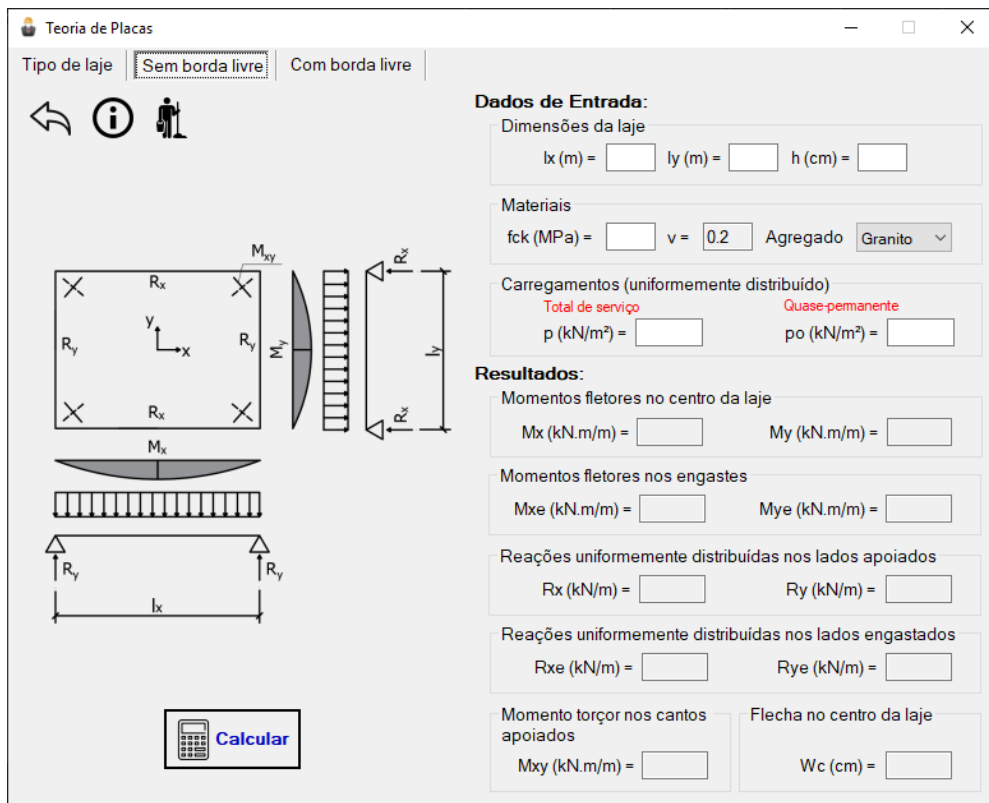 Teoria de Placas
Tipo de laje
Sem borda livre
Com borda livre
Dados de Entrada:
Dimensões da laje
lx (m) =
ly (m) =
h (cm) =
Materiais
fck (MPa) =
v = 0.2
Agregado Granito
Carregamentos (uniformemente distribuído)
Total de serviço
Quase-permanente
p (kN/m²) =
po (kN/m²) =
Resultados:
Momentos fletores no centro da laje
Mx (kN.m/m) =
My (kN.m/m) =
Momentos fletores nos engastes
Mxe (kN.m/m) =
Mye (kN.m/m) =
Reações uniformemente distribuídas nos lados apoiados
Rx (kN/m) =
Ry (kN/m) =
Reações uniformemente distribuídas nos lados engastados
Rxe (kN/m) =
Rye (kN/m) =
Momento torçor nos cantos
apoiados
Mxy (kN.m/m) =
Flecha no centro da laje
Wc (cm) =
Mxy
Rx
y
x
Ry
Ry
Rx
My
Rx
ly
Rx
Mx
Ry
Ry
lx
Calcular